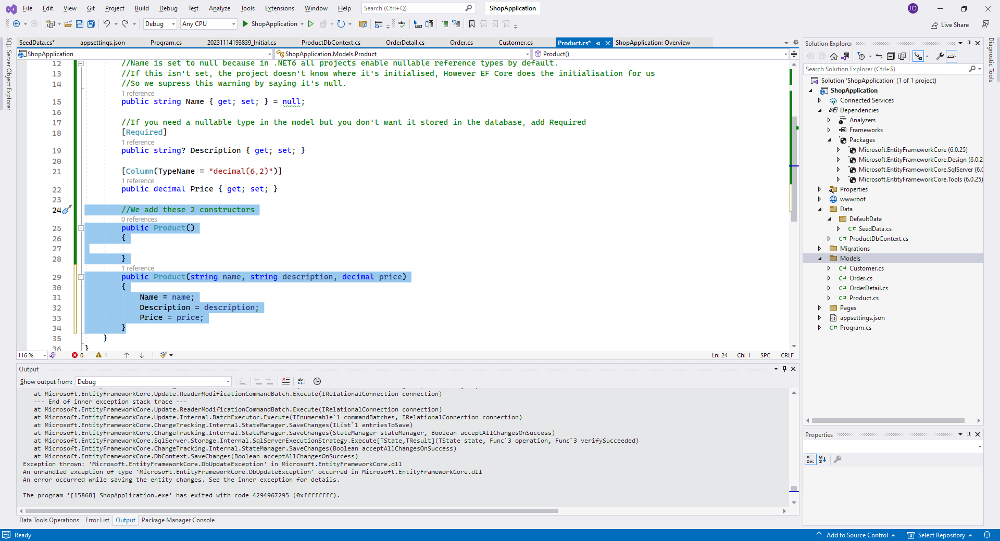 File Edit View Git Project Build Debug Test Analyze Tools Extensions Window Help Search (Ctrl+Q) ShopApplication JO
Debug Any CPU ShopApplication Live Share
SeedData.cs* appsettings.json Program.cs 20231114193839_Initial.cs ProductDbContext.cs OrderDetail.cs Order.cs Customer.cs Product.cs* ShopApplication: Overview
ShopApplication ShopApplication.Models.Product Product()
SQL Server Object Explorer
12 //Name is set to null because in .NET6 all projects enable nullable reference types by default.
13 //If this isn't set, the project doesn't know where it's initialised, However EF Core does the initialisation for us
14 //So we supress this warning by saying it's null.
1 reference
15 public string Name { get; set; } = null;
16
17 //If you need a nullable type in the model but you don't want it stored in the database, add Required
18 [Required]
1 reference
19 public string? Description { get; set; }
20
21 [Column(TypeName = "decimal(6,2)")]
1 reference
22 public decimal Price { get; set; }
23
24 //We add these 2 constructors
0 references
25 public Product()
26 {
27
28 }
1 reference
29 public Product(string name, string description, decimal price)
30 {
31 Name = name;
32 Description = description;
33 Price = price;
34 }
35 }
36 }
116 % 0 1 Ln: 24 Ch: 1 SPC CRLF
Output
Show output from: Debug
at Microsoft.EntityFrameworkCore.Update.ReaderModificationCommandBatch.Execute(IRelationalConnection connection)
--- End of inner exception stack trace ---
at Microsoft.EntityFrameworkCore.Update.ReaderModificationCommandBatch.Execute(IRelationalConnection connection)
at Microsoft.EntityFrameworkCore.Update.Internal.BatchExecutor.Execute(IEnumerable`1 commandBatches, IRelationalConnection connection)
at Microsoft.EntityFrameworkCore.ChangeTracking.Internal.StateManager.SaveChanges(IList`1 entriesToSave)
at Microsoft.EntityFrameworkCore.ChangeTracking.Internal.StateManager.SaveChanges(StateManager stateManager, Boolean acceptAllChangesOnSuccess)
at Microsoft.EntityFrameworkCore.SqlServer.Storage.Internal.SqlServerExecutionStrategy.Execute[TState,TResult](TState state, Func`3 operation, Func`3 verifySucceeded)
at Microsoft.EntityFrameworkCore.ChangeTracking.Internal.StateManager.SaveChanges(Boolean acceptAllChangesOnSuccess)
at Microsoft.EntityFrameworkCore.DbContext.SaveChanges(Boolean acceptAllChangesOnSuccess)
Exception thrown: 'Microsoft.EntityFrameworkCore.DbUpdateException' in Microsoft.EntityFrameworkCore.dll
An unhandled exception of type 'Microsoft.EntityFrameworkCore.DbUpdateException' occurred in Microsoft.EntityFrameworkCore.dll
An error occurred while saving the entity changes. See the inner exception for details.
The program '[15868] ShopApplication.exe' has exited with code 4294967295 (0xffffffff).
Data Tools Operations Error List Output Package Manager Console
Solution Explorer
Search Solution Explorer (Ctrl+$)
Solution 'ShopApplication' (1 of 1 project)
ShopApplication
Connected Services
Dependencies
Analyzers
Frameworks
Packages
Microsoft.EntityFrameworkCore (6.0.25)
Microsoft.EntityFrameworkCore.Design (6.0.2
Microsoft.EntityFrameworkCore.SqlServer (6.0
Microsoft.EntityFrameworkCore.Tools (6.0.25)
Properties
wwwroot
Data
DefaultData
C# SeedData.cs
C# ProductDbContext.cs
Migrations
Models
C# Customer.cs
C# Order.cs
C# OrderDetail.cs
C# Product.cs
Pages
appsettings.json
C# Program.cs
Properties
Diagnostic Tools
Ready Add to Source Control Select Repository